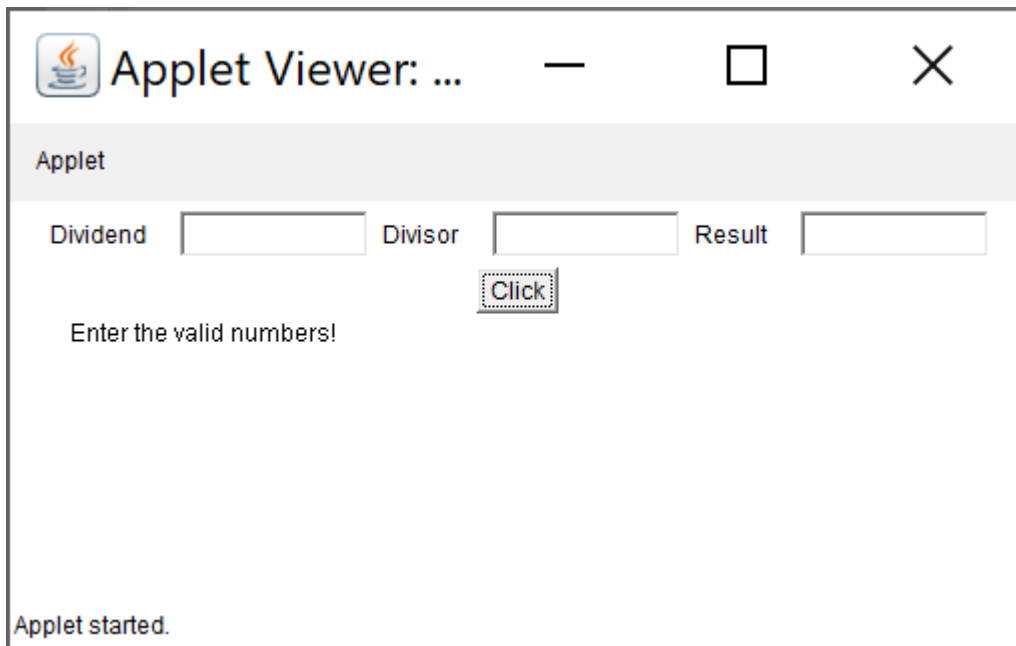 Applet Viewer: ...
Applet
Dividend Divisor Result
Click
Enter the valid numbers!
Applet started.